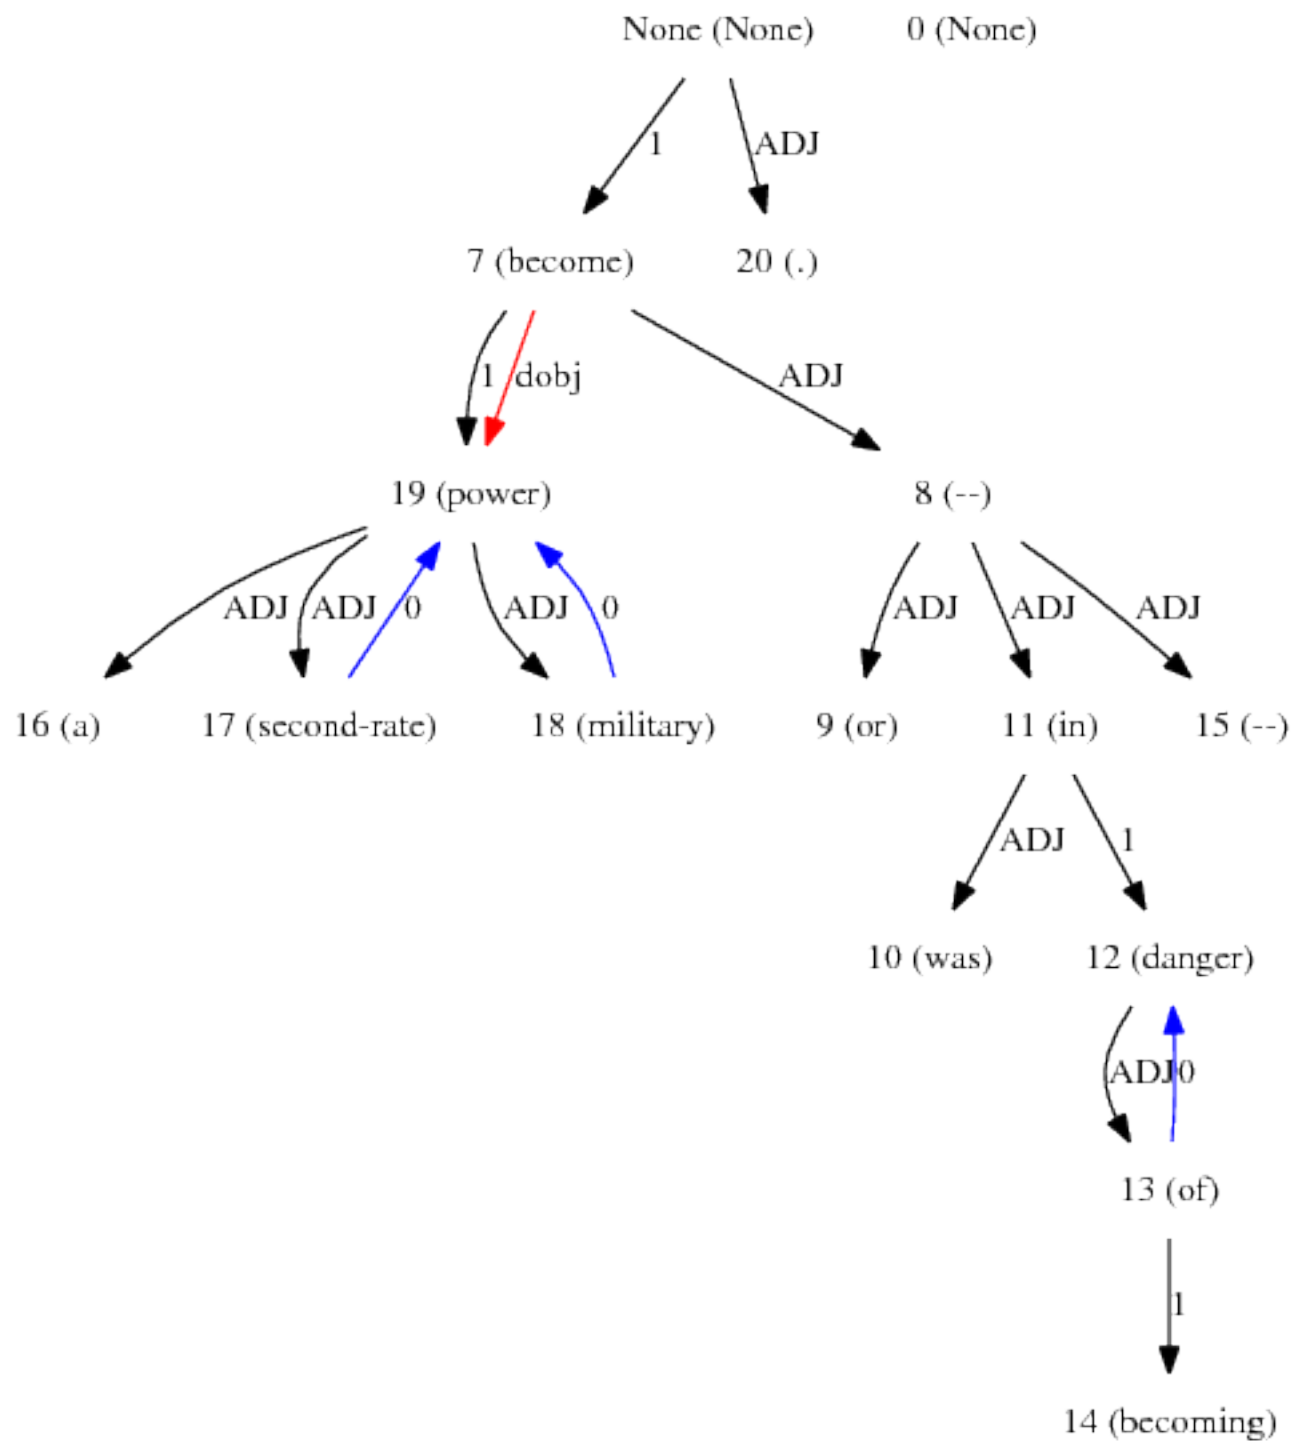 None (None) 0 (None)
1 ADJ
7 (become) 20 (.)
1 dobj ADJ
19 (power) 8 (--)
ADJ ADJ 0 ADJ 0 ADJ ADJ ADJ
16 (a) 17 (second-rate) 18 (military) 9 (or) 11 (in) 15 (--)
ADJ 1
10 (was) 12 (danger)
ADJ 0
13 (of)
1
14 (becoming)